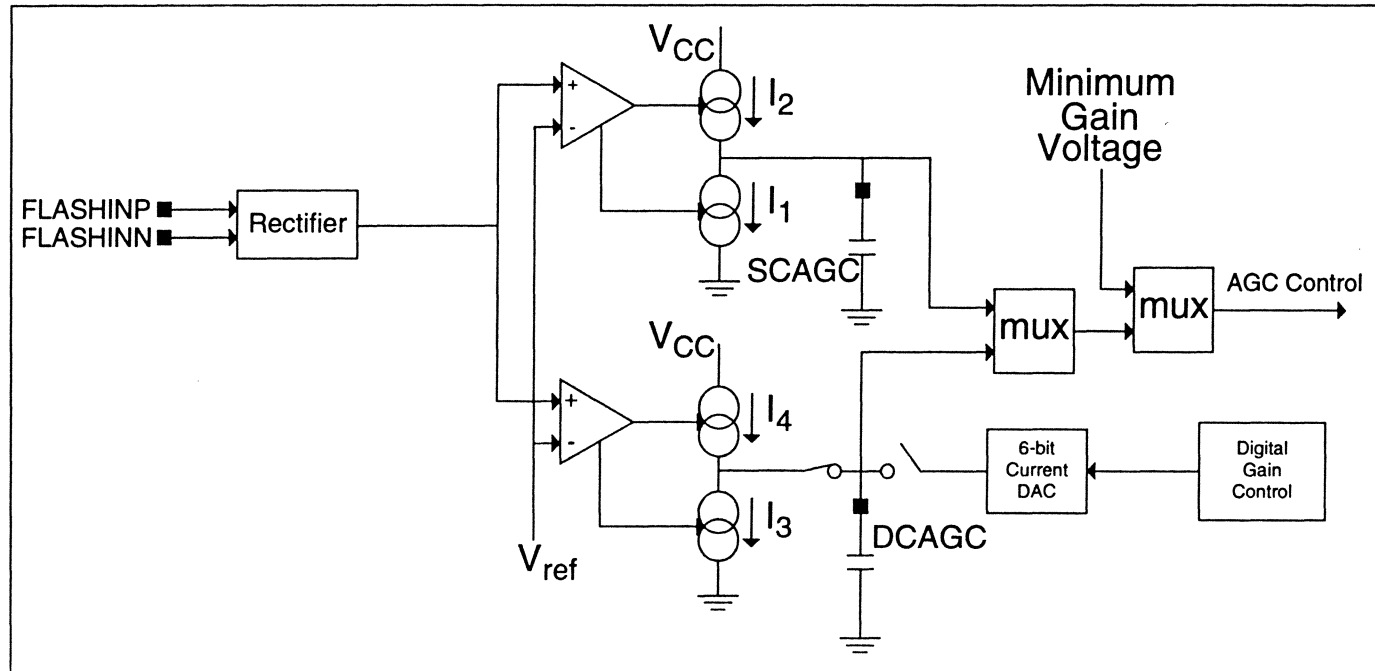 V_CC
I_2
Minimum
Gain
Voltage
+
-
FLASHINP
FLASHINN
Rectifier
I_1
SCAGC
mux
mux
AGC Control
V_CC
+
-
I_4
6-bit
Current
DAC
Digital
Gain
Control
I_3
DCAGC
V_ref